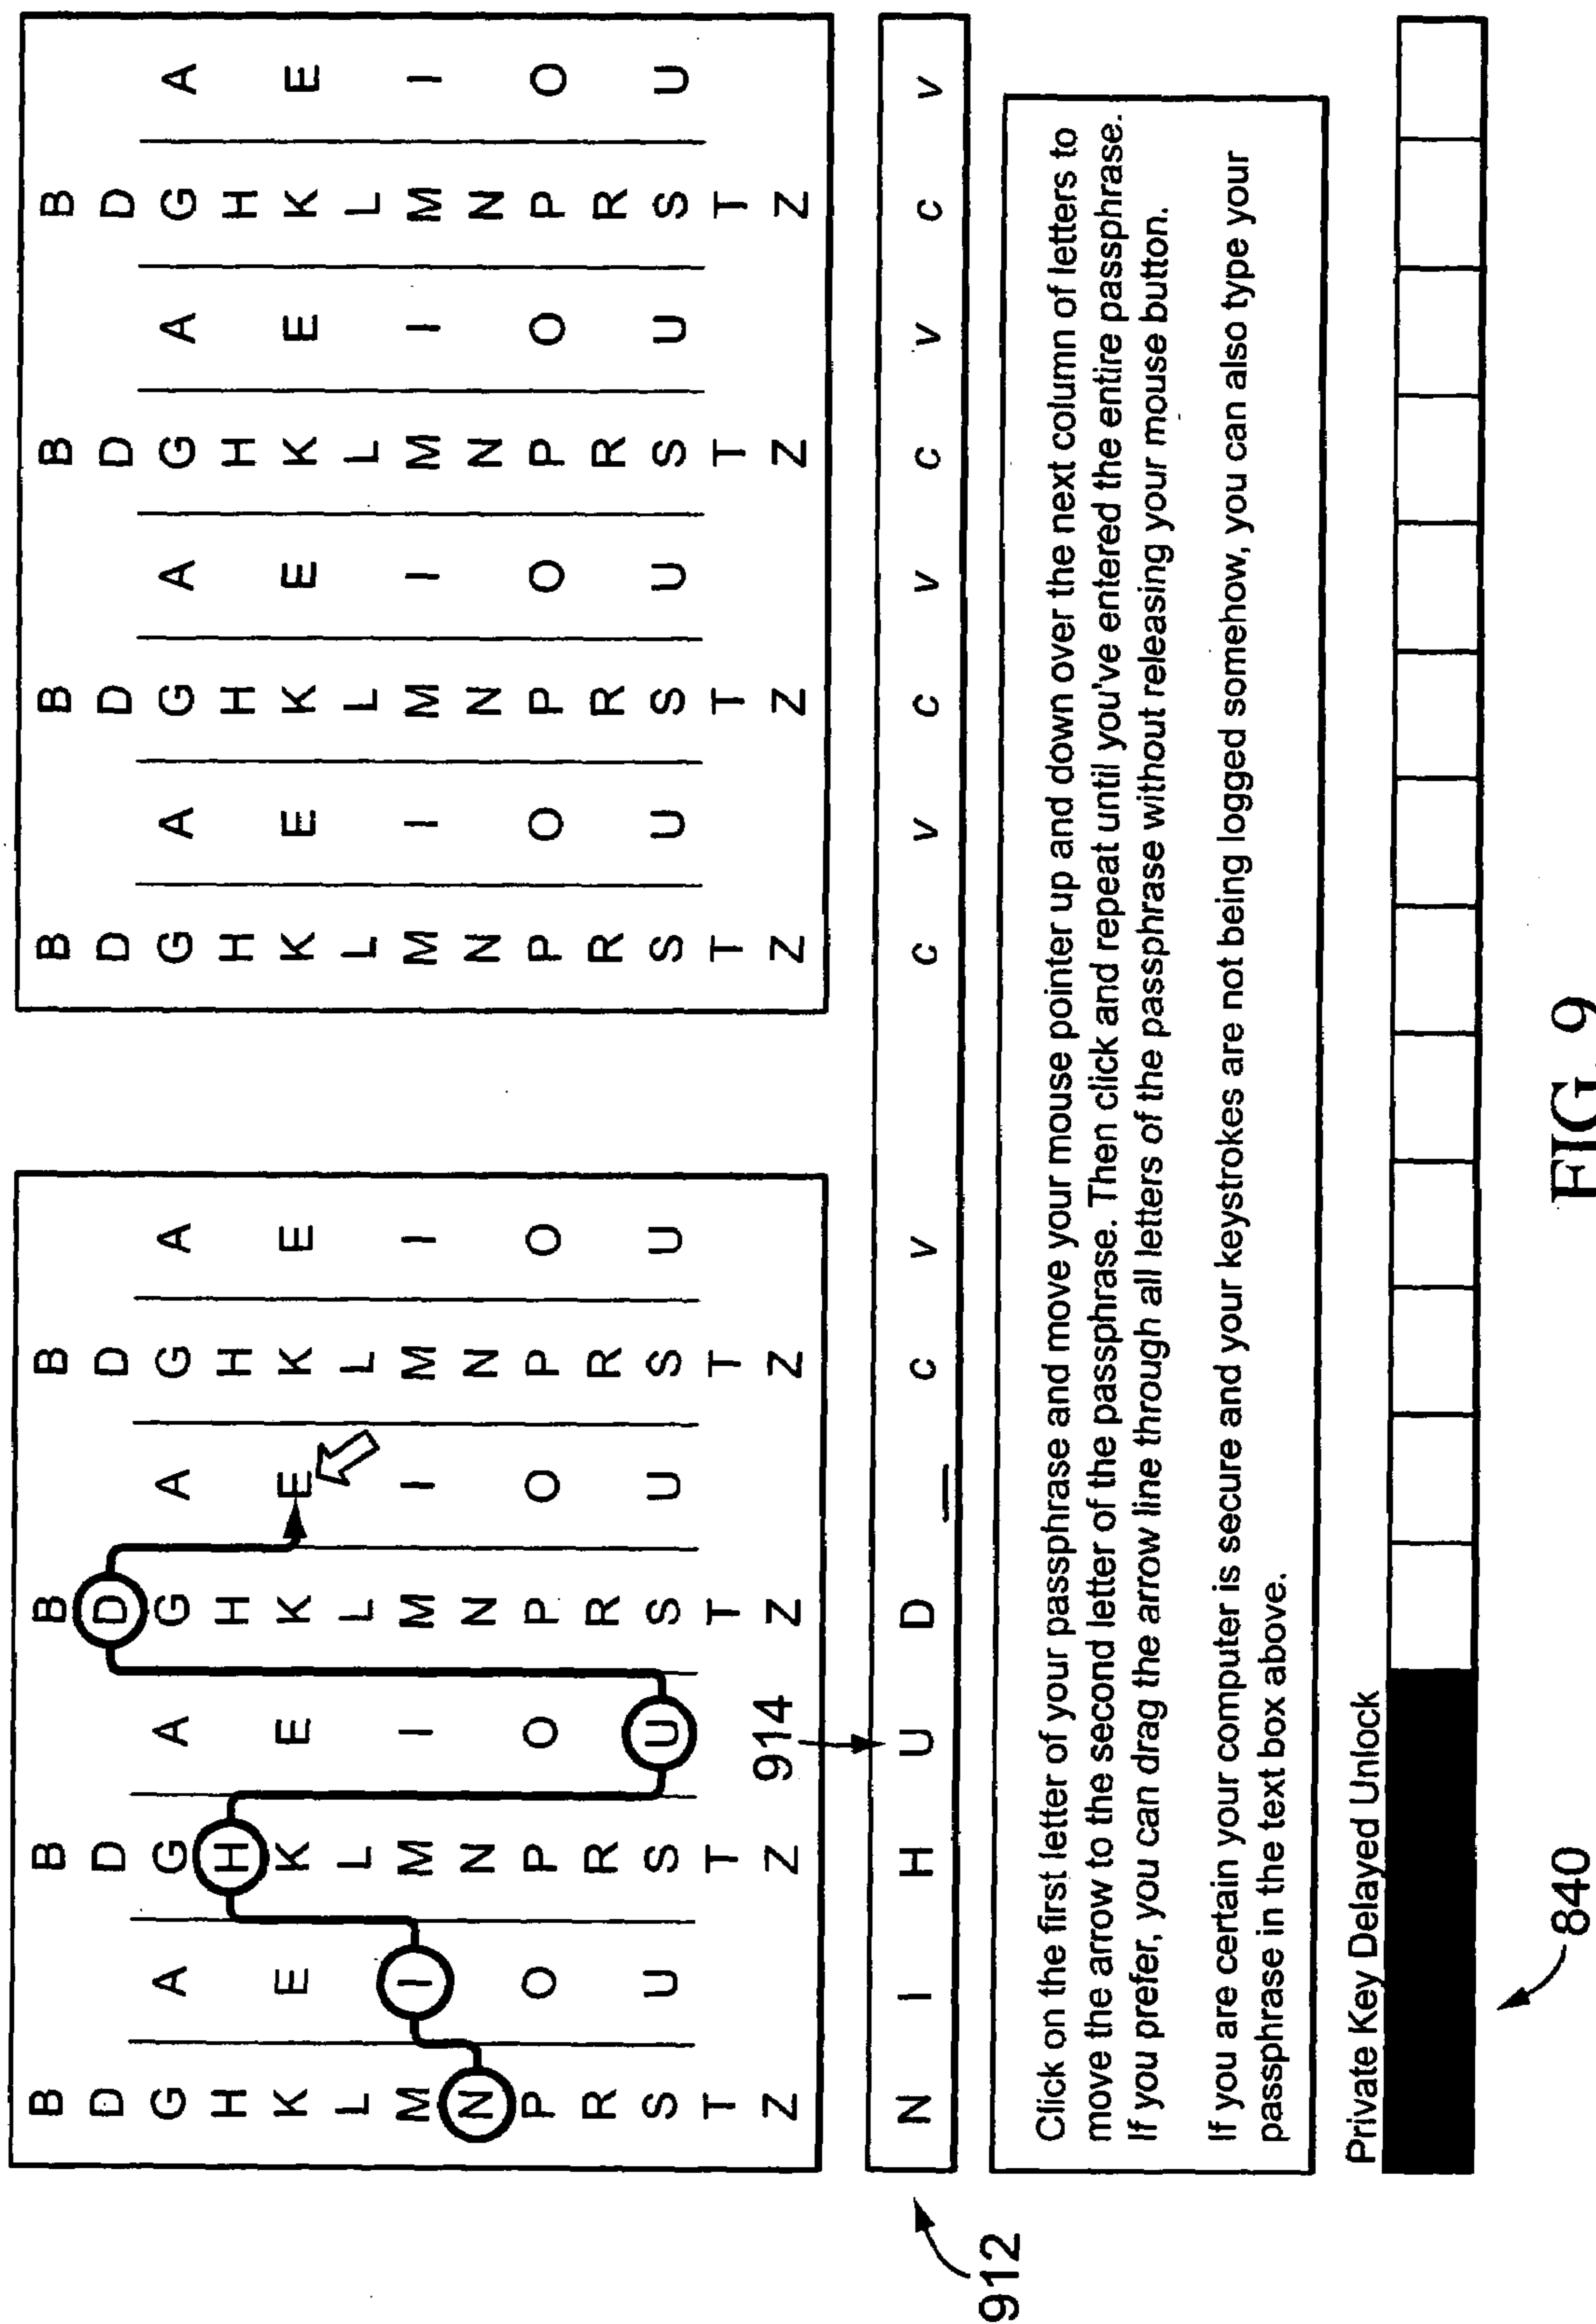 B B B B B B B B
D D D D D D D D
G A G A G A G A G A G A G A G A
H H H H H H H H
K E K E K E K E K E K E K E K E
L L L L L L L L
M I M I M I M I M I M I M I M I
N N N N N N N N
P O P O P O P O P O P O P O P O
R R R R R R R R
S U S U S U S U S U S U S U S U
T T T T T T T T
Z Z Z Z Z Z Z Z
914
N I H U D _ c v c v c v c v c v
912
Click on the first letter of your passphrase and move your mouse pointer up and down over the next column of letters to
move the arrow to the second letter of the passphrase. Then click and repeat until you've entered the entire passphrase.
If you prefer, you can drag the arrow line through all letters of the passphrase without releasing your mouse button.
If you are certain your computer is secure and your keystrokes are not being logged somehow, you can also type your
passphrase in the text box above.
Private Key Delayed Unlock
840
FIG. 9